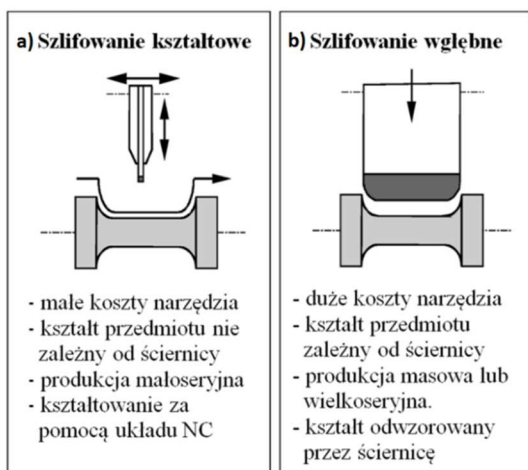 a) Szlifowanie kształtowe
- małe koszty narzędzia
- kształt przedmiotu nie
zależny od ściernicy
- produkcja małoseryjna
- kształtowanie za
pomocą układu NC
b) Szlifowanie wgłębne
- duże koszty narzędzia
- kształt przedmiotu
zależny od ściernicy
- produkcja masowa lub
wielkoseryjna.
- kształt odwzorowany
przez ściernicę